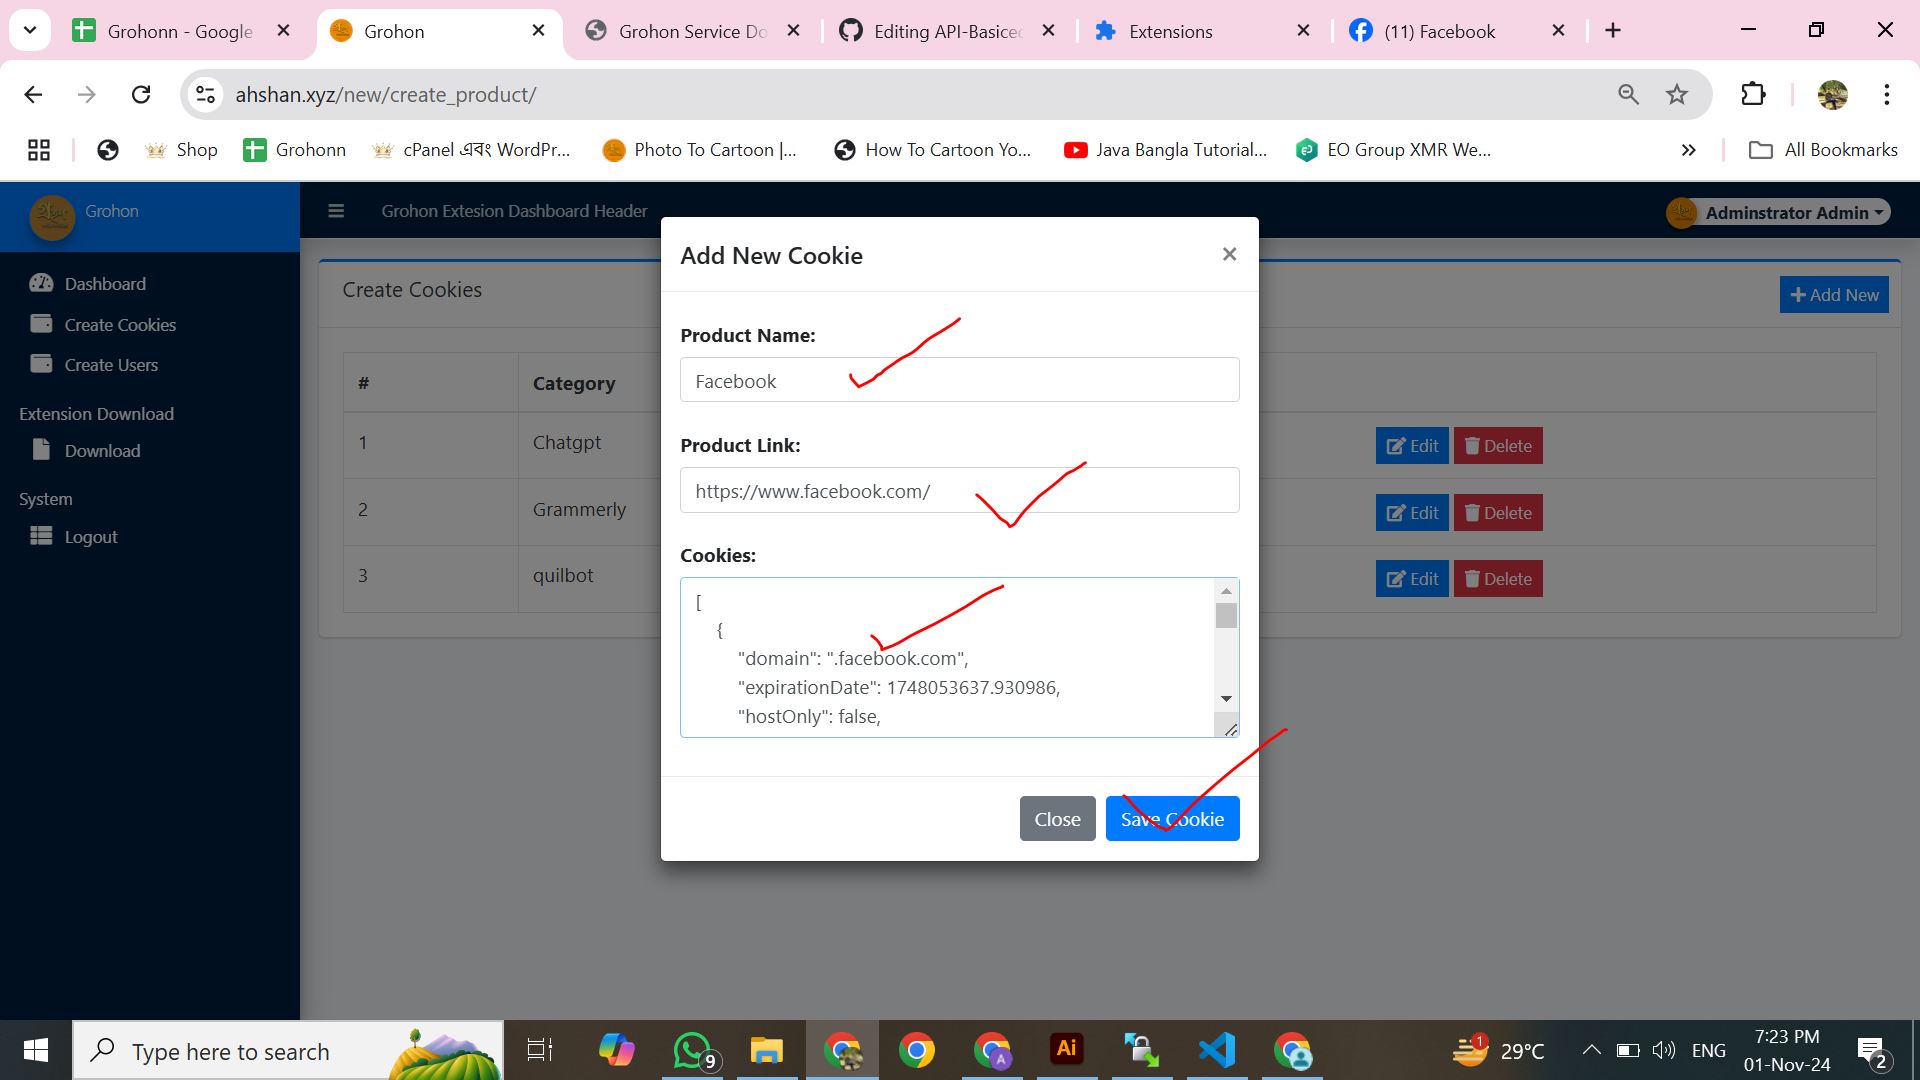 Grohonn - Google
Grohon
Grohon Service Do
Editing API-Basiced
Extensions
(11) Facebook
ahshan.xyz/new/create_product/
Shop
Grohonn
cPanel এবং WordPr...
Photo To Cartoon |...
How To Cartoon Yo...
Java Bangla Tutorial...
EO Group XMR We...
All Bookmarks
Grohon
Grohon Extesion Dashboard Header
Adminstrator Admin
Dashboard
Create Cookies
Create Users
Extension Download
Download
System
Logout
Create Cookies
Add New
# Category
1 Chatgpt Edit Delete
2 Grammerly Edit Delete
3 quilbot Edit Delete
Add New Cookie
×
Product Name:
Facebook
Product Link:
https://www.facebook.com/
Cookies:
[
{
"domain": ".facebook.com",
"expirationDate": 1748053637.930986,
"hostOnly": false,
Close
Save Cookie
Type here to search
9
A
Ai
1
29°C
ENG
7:23 PM
01-Nov-24
2